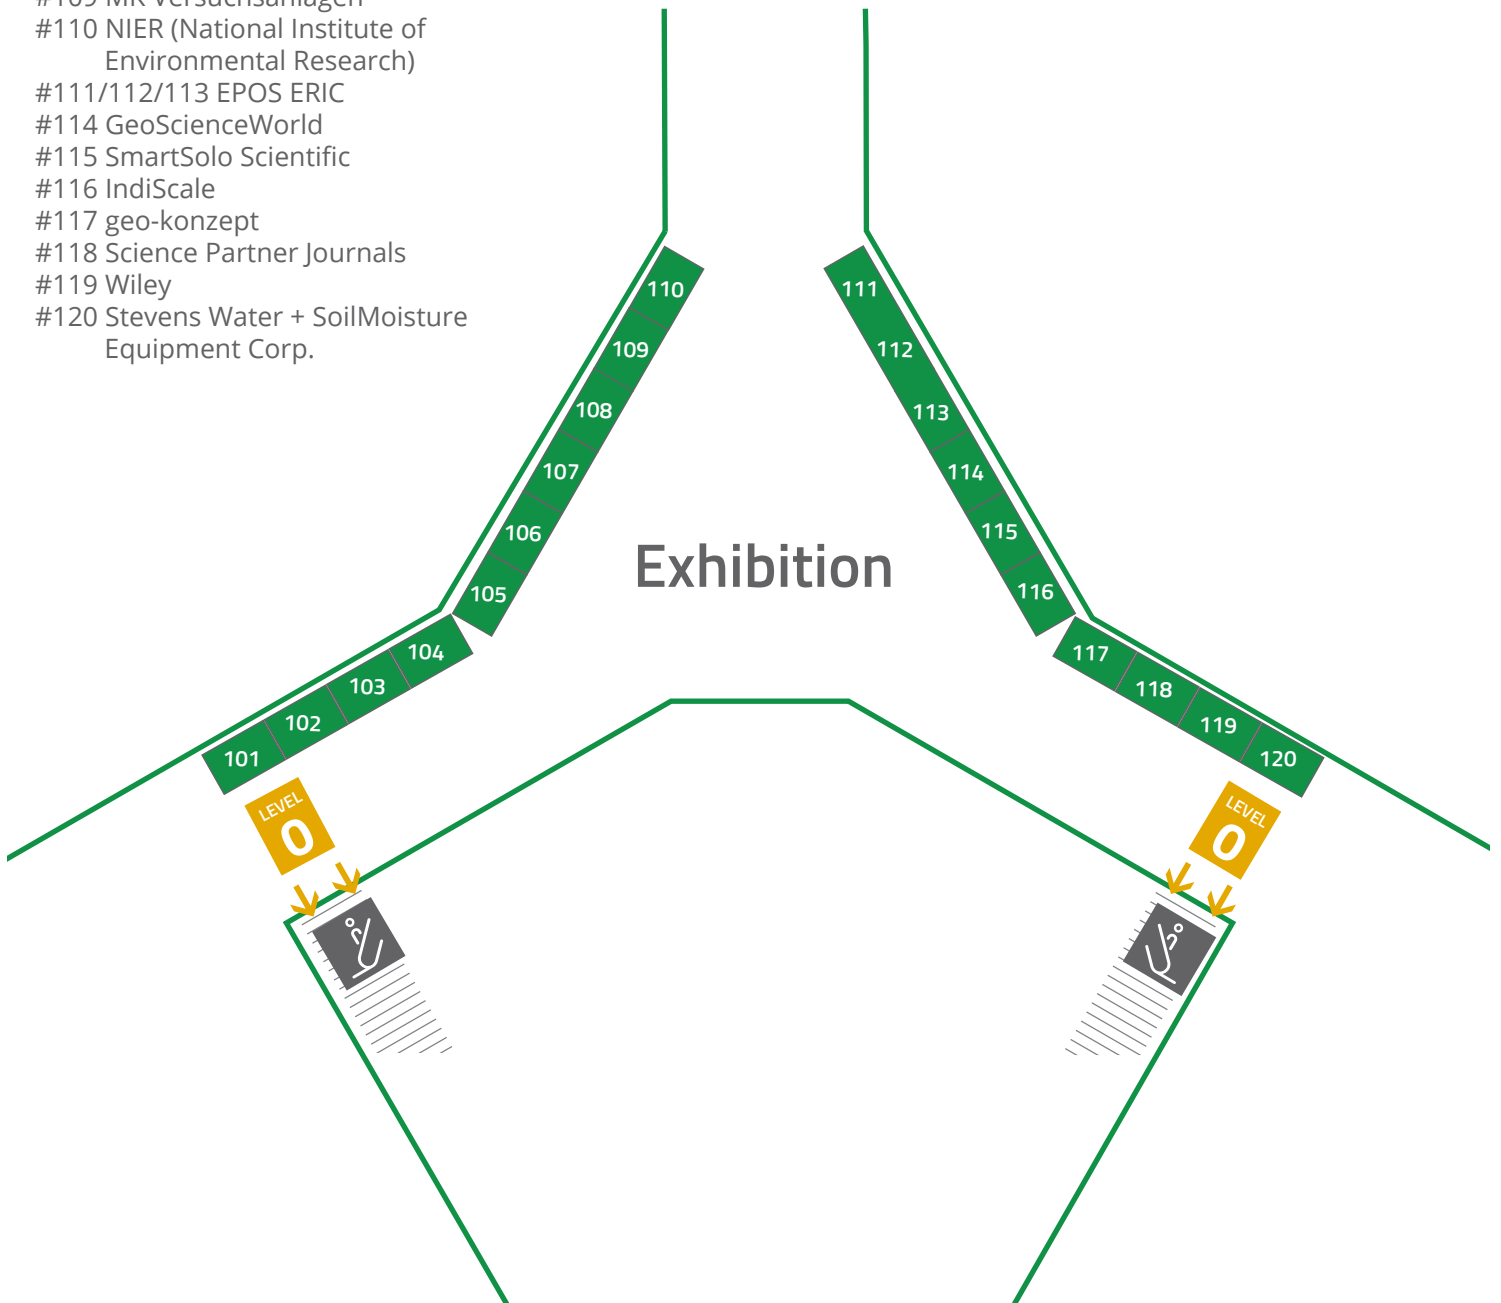 #109 MK Versuchsanlagen
#110 NIER (National Institute of
Environmental Research)
#111/112/113 EPOS ERIC
#114 GeoScienceWorld
#115 SmartSolo Scientific
#116 IndiScale
#117 geo-konzept
#118 Science Partner Journals
#119 Wiley
#120 Stevens Water + SoilMoisture
Equipment Corp.
110
109
108
107
106
105
104
103
102
101
111
112
113
114
115
116
117
118
119
120
Exhibition
LEVEL
0
LEVEL
0